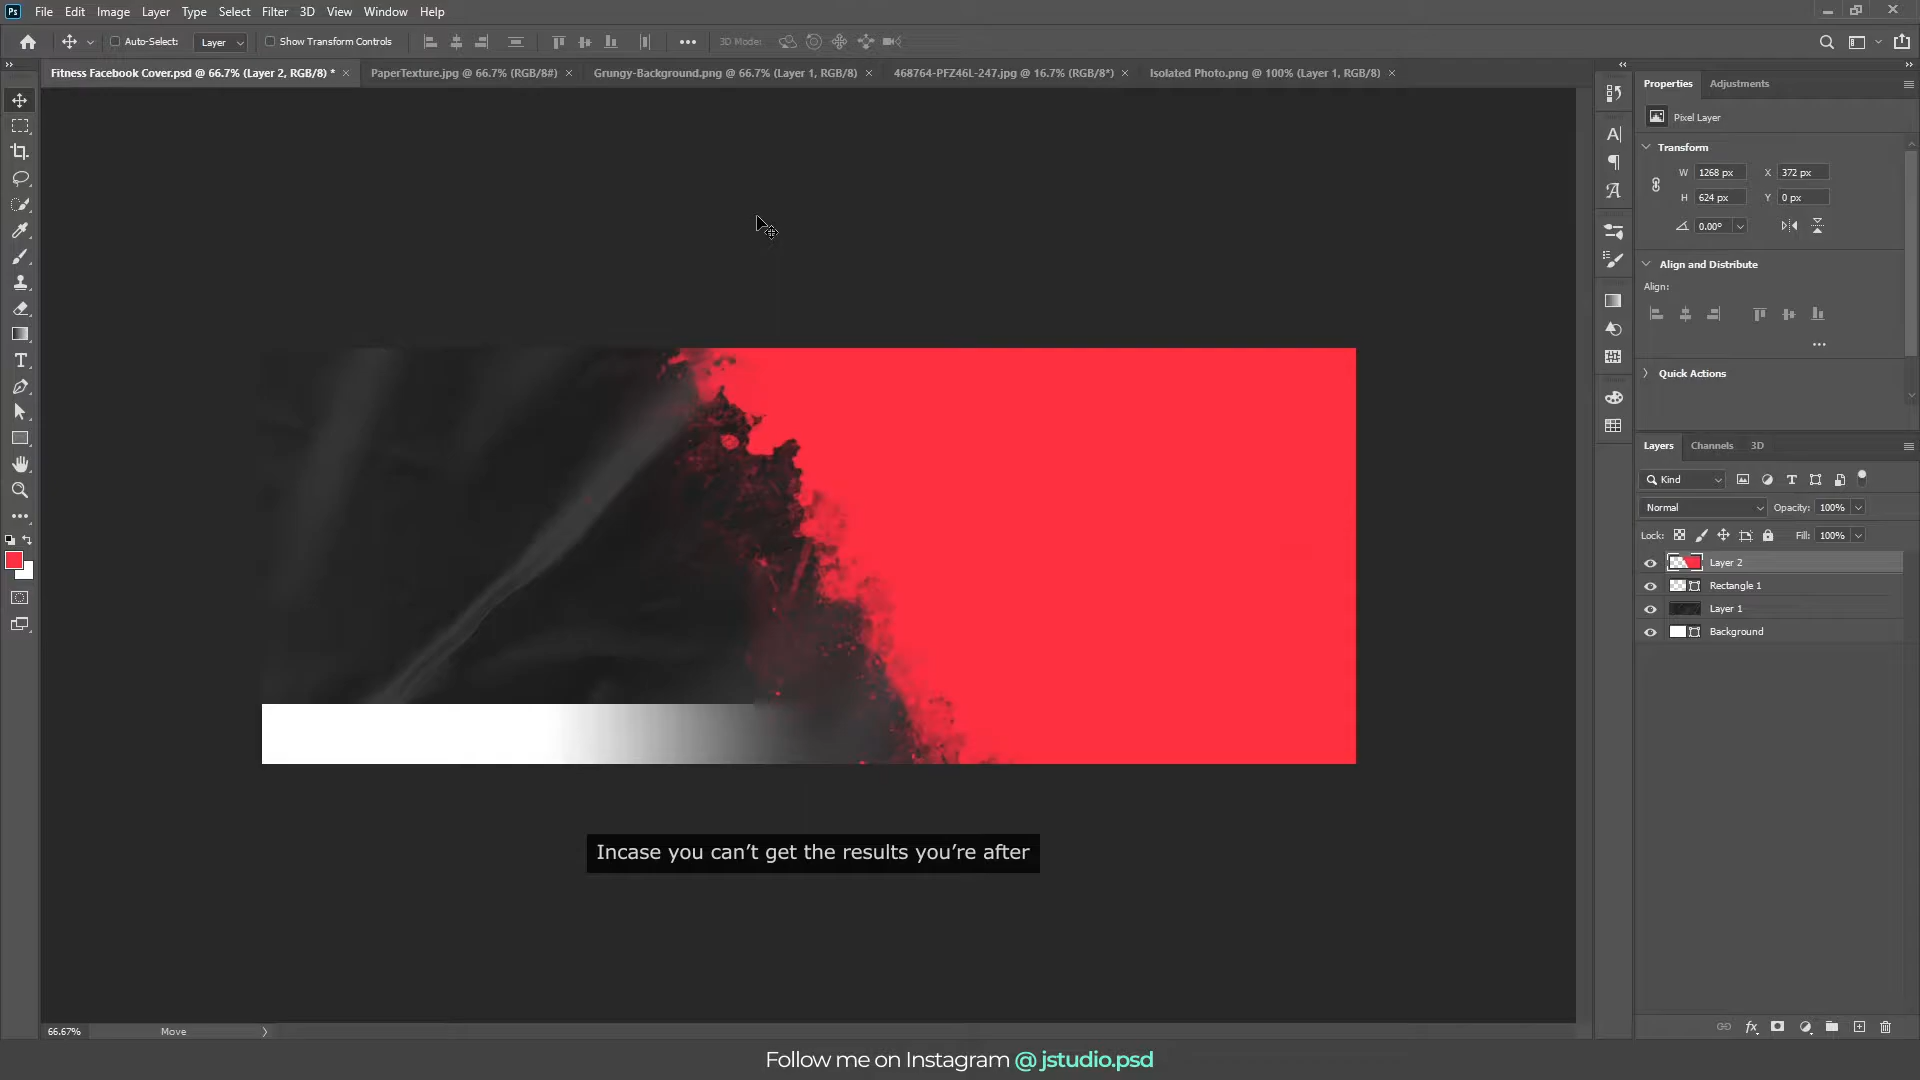 Ps File Edit Image Layer Type Select Filter 3D View Window Help
Auto-Select: Layer Show Transform Controls 3D Mode:
Fitness Facebook Cover.psd @ 66.7% (Layer 2, RGB/8) * PaperTexture.jpg @ 66.7% (RGB/8#) Grungy-Background.png @ 66.7% (Layer 1, RGB/8) 468764-PFZ46L-247.jpg @ 16.7% (RGB/8*) Isolated Photo.png @ 100% (Layer 1, RGB/8)
Properties Adjustments
Pixel Layer
Transform
W 1268 px X 372 px
H 624 px Y 0 px
0.00°
Align and Distribute
Align:
Quick Actions
Layers Channels 3D
Kind
Normal Opacity: 100%
Lock: Fill: 100%
Layer 2
Rectangle 1
Layer 1
Background
Incase you can’t get the results you’re after
66.67% Move
Follow me on Instagram @ jstudio.psd